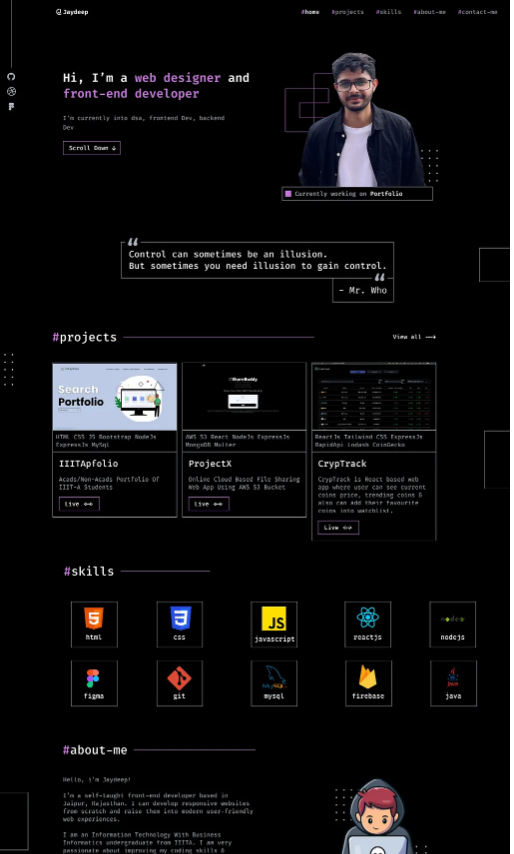 Jaydeep
#home #projects #skills #about-me #contact-me
Hi, I'm a web designer and
front-end developer
I'm currently into dsa, frontend Dev, backend
Dev
Scroll Down ↓
Currently working on Portfolio
Control can sometimes be an illusion.
But sometimes you need illusion to gain control.
- Mr. Who
#projects
View all
Search
Portfolio
HTML CSS JS Bootstrap NodeJs
ExpressJs MySql
IIITApfolio
Acads/Non-Acads Portfolio Of
IIIT-A Students
Live <=>
AWS S3 React NodeJs ExpressJs
MongoDB Multer
ProjectX
Online Cloud Based File Sharing
Web App Using AWS S3 Bucket
Live <=>
ReactJs Tailwind CSS ExpressJs
RapidApi Lodash CoinGecko
CrypTrack
CrypTrack is React based web
app where user can see current
coins price, trending coins &
also can add their favourite
coins into watchlist.
Live <=>
#skills
html
css
JS
javascript
reactjs
node
nodejs
figma
git
MySQL
mysql
firebase
java
#about-me
Hello, i'm Jaydeep!
I'm a self-taught front-end developer based in
Jaipur, Rajasthan. I can develop responsive websites
from scratch and raise them into modern user-friendly
web experiences.
I am an Information Technology With Business
Informatics undergraduate from IIITA. I am very
passionate about improving my coding skills &